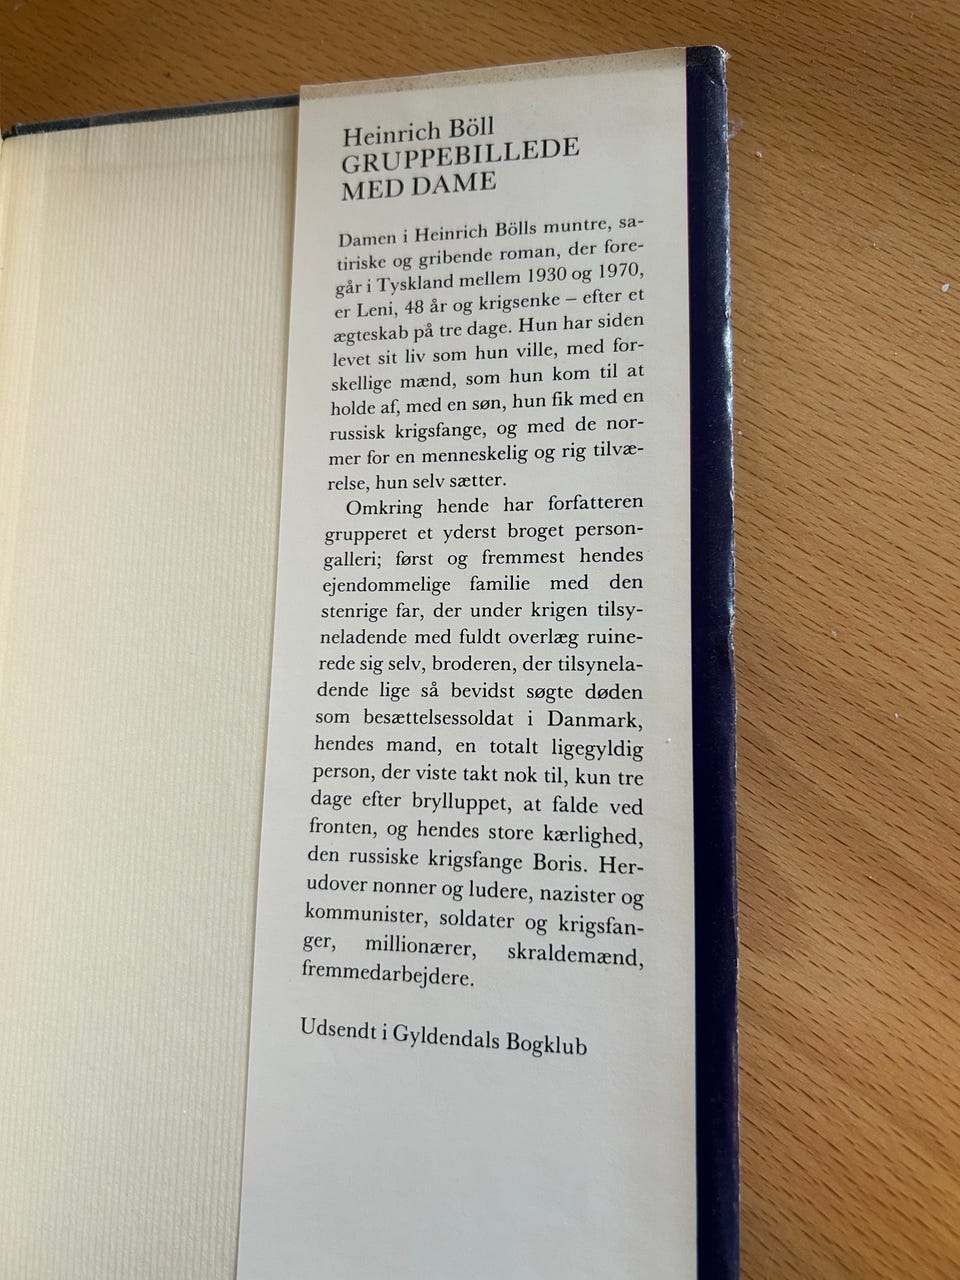 Heinrich Böll
GRUPPEBILLEDE
MED DAME
Damen i Heinrich Bölls muntre, sa-
tiriske og gribende roman, der fore-
går i Tyskland mellem 1930 og 1970,
er Leni, 48 år og krigsenke – efter et
ægteskab på tre dage. Hun har siden
levet sit liv som hun ville, med for-
skellige mænd, som hun kom til at
holde af, med en søn, hun fik med en
russisk krigsfange, og med de nor-
mer for en menneskelig og rig tilvæ-
relse, hun selv sætter.
Omkring hende har forfatteren
grupperet et yderst broget person-
galleri; først og fremmest hendes
ejendommelige familie med den
stenrige far, der under krigen tilsy-
neladende med fuldt overlæg ruine-
rede sig selv, broderen, der tilsynela-
dende lige så bevidst søgte døden
som besættelsessoldat i Danmark,
hendes mand, en totalt ligegyldig
person, der viste takt nok til, kun tre
dage efter brylluppet, at falde ved
fronten, og hendes store kærlighed,
den russiske krigsfange Boris. Her-
udover nonner og ludere, nazister og
kommunister, soldater og krigsfan-
ger, millionærer, skraldemænd,
fremmedarbejdere.
Udsendt i Gyldendals Bogklub